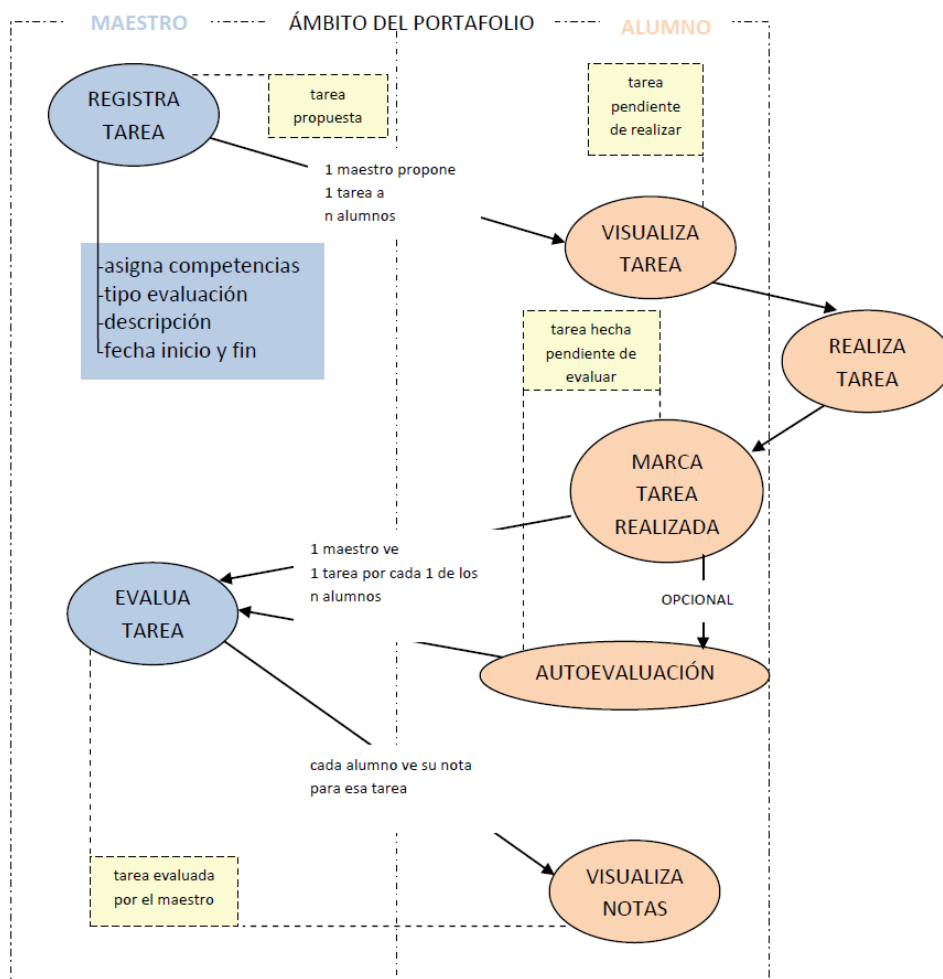 MAESTRO
ÁMBITO DEL PORTAFOLIO
ALUMNO
REGISTRA
TAREA
tarea
propuesta
tarea
pendiente
de realizar
1 maestro propone
1 tarea a
n alumnos
VISUALIZA
TAREA
-asigna competencias
-tipo evaluación
-descripción
-fecha inicio y fin
tarea hecha
pendiente de
evaluar
REALIZA
TAREA
MARCA
TAREA
REALIZADA
1 maestro ve
1 tarea por cada 1 de los
n alumnos
EVALUA
TAREA
OPCIONAL
AUTOEVALUACIÓN
cada alumno ve su nota
para esa tarea
tarea evaluada
por el maestro
VISUALIZA
NOTAS